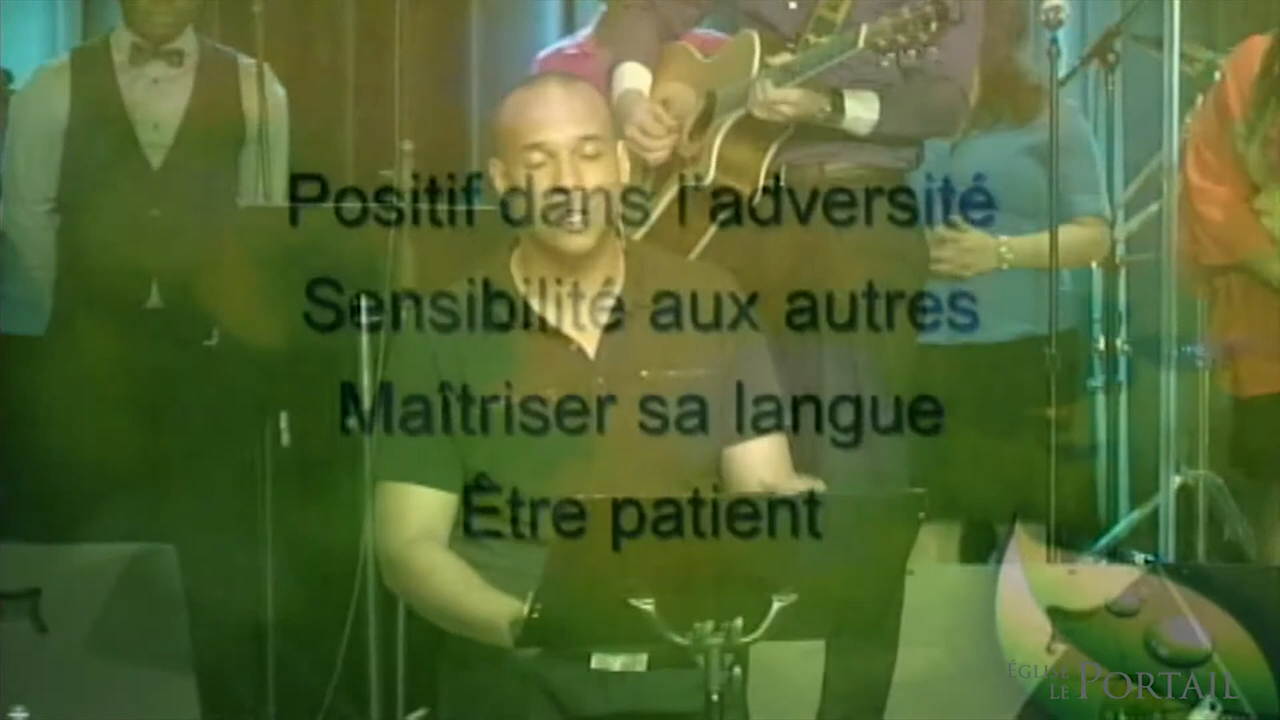 Positif dans l'adversité
Sensibilité aux autres
Maîtriser sa langue
Être patient
ÉGLISE
LE PORTAIL